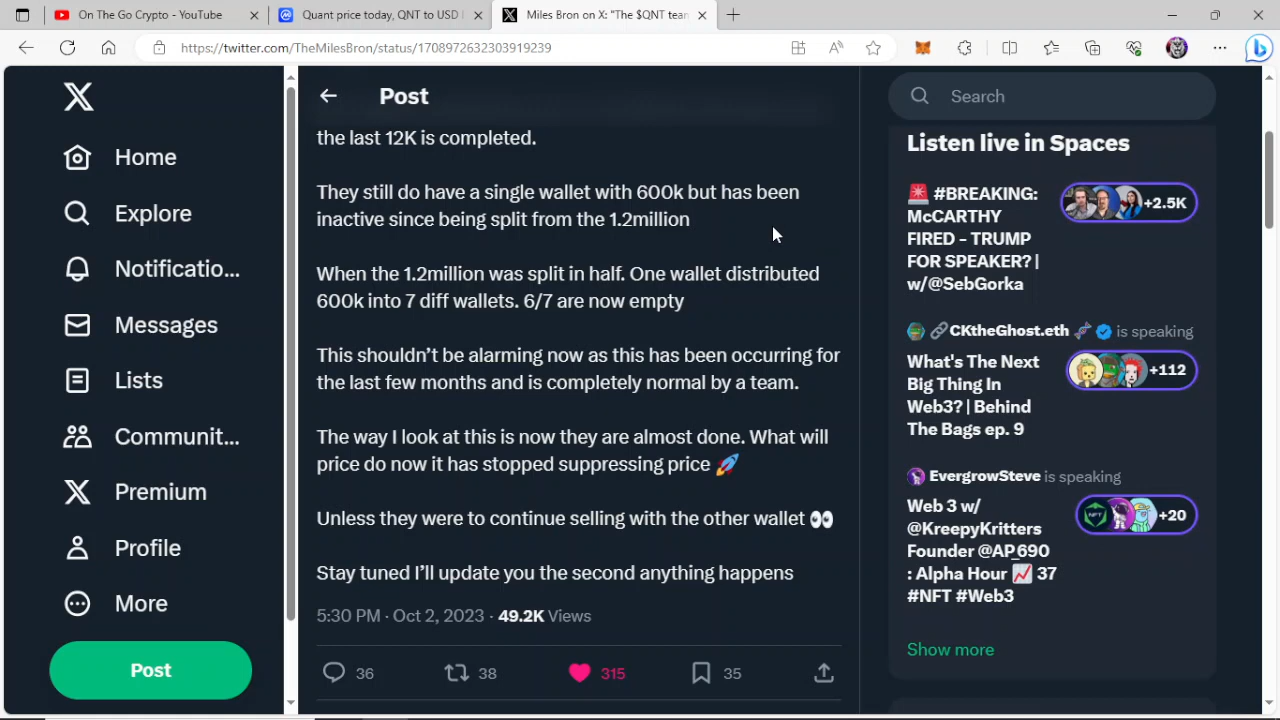 On The Go Crypto - YouTube
Quant price today, QNT to USD l
Miles Bron on X: "The $QNT team
https://twitter.com/TheMilesBron/status/1708972632303919239
Home
Explore
Notificatio...
Messages
Lists
Communit...
Premium
Profile
More
Post
Post
the last 12K is completed.
They still do have a single wallet with 600k but has been
inactive since being split from the 1.2million
When the 1.2million was split in half. One wallet distributed
600k into 7 diff wallets. 6/7 are now empty
This shouldn't be alarming now as this has been occurring for
the last few months and is completely normal by a team.
The way I look at this is now they are almost done. What will
price do now it has stopped suppressing price 🚀
Unless they were to continue selling with the other wallet 👀
Stay tuned I'll update you the second anything happens
5:30 PM · Oct 2, 2023 · 49.2K Views
36 38 315 35
Search
Listen live in Spaces
🚨 #BREAKING:
McCARTHY
FIRED - TRUMP
FOR SPEAKER? |
w/@SebGorka
+2.5K
🔗CKtheGhost.eth 🧬 is speaking
What's The Next
Big Thing In
Web3? | Behind
The Bags ep. 9
+112
EvergrowSteve is speaking
Web 3 w/
@KreepyKritters
Founder @AP_690
: Alpha Hour 📈 37
#NFT #Web3
+20
Show more